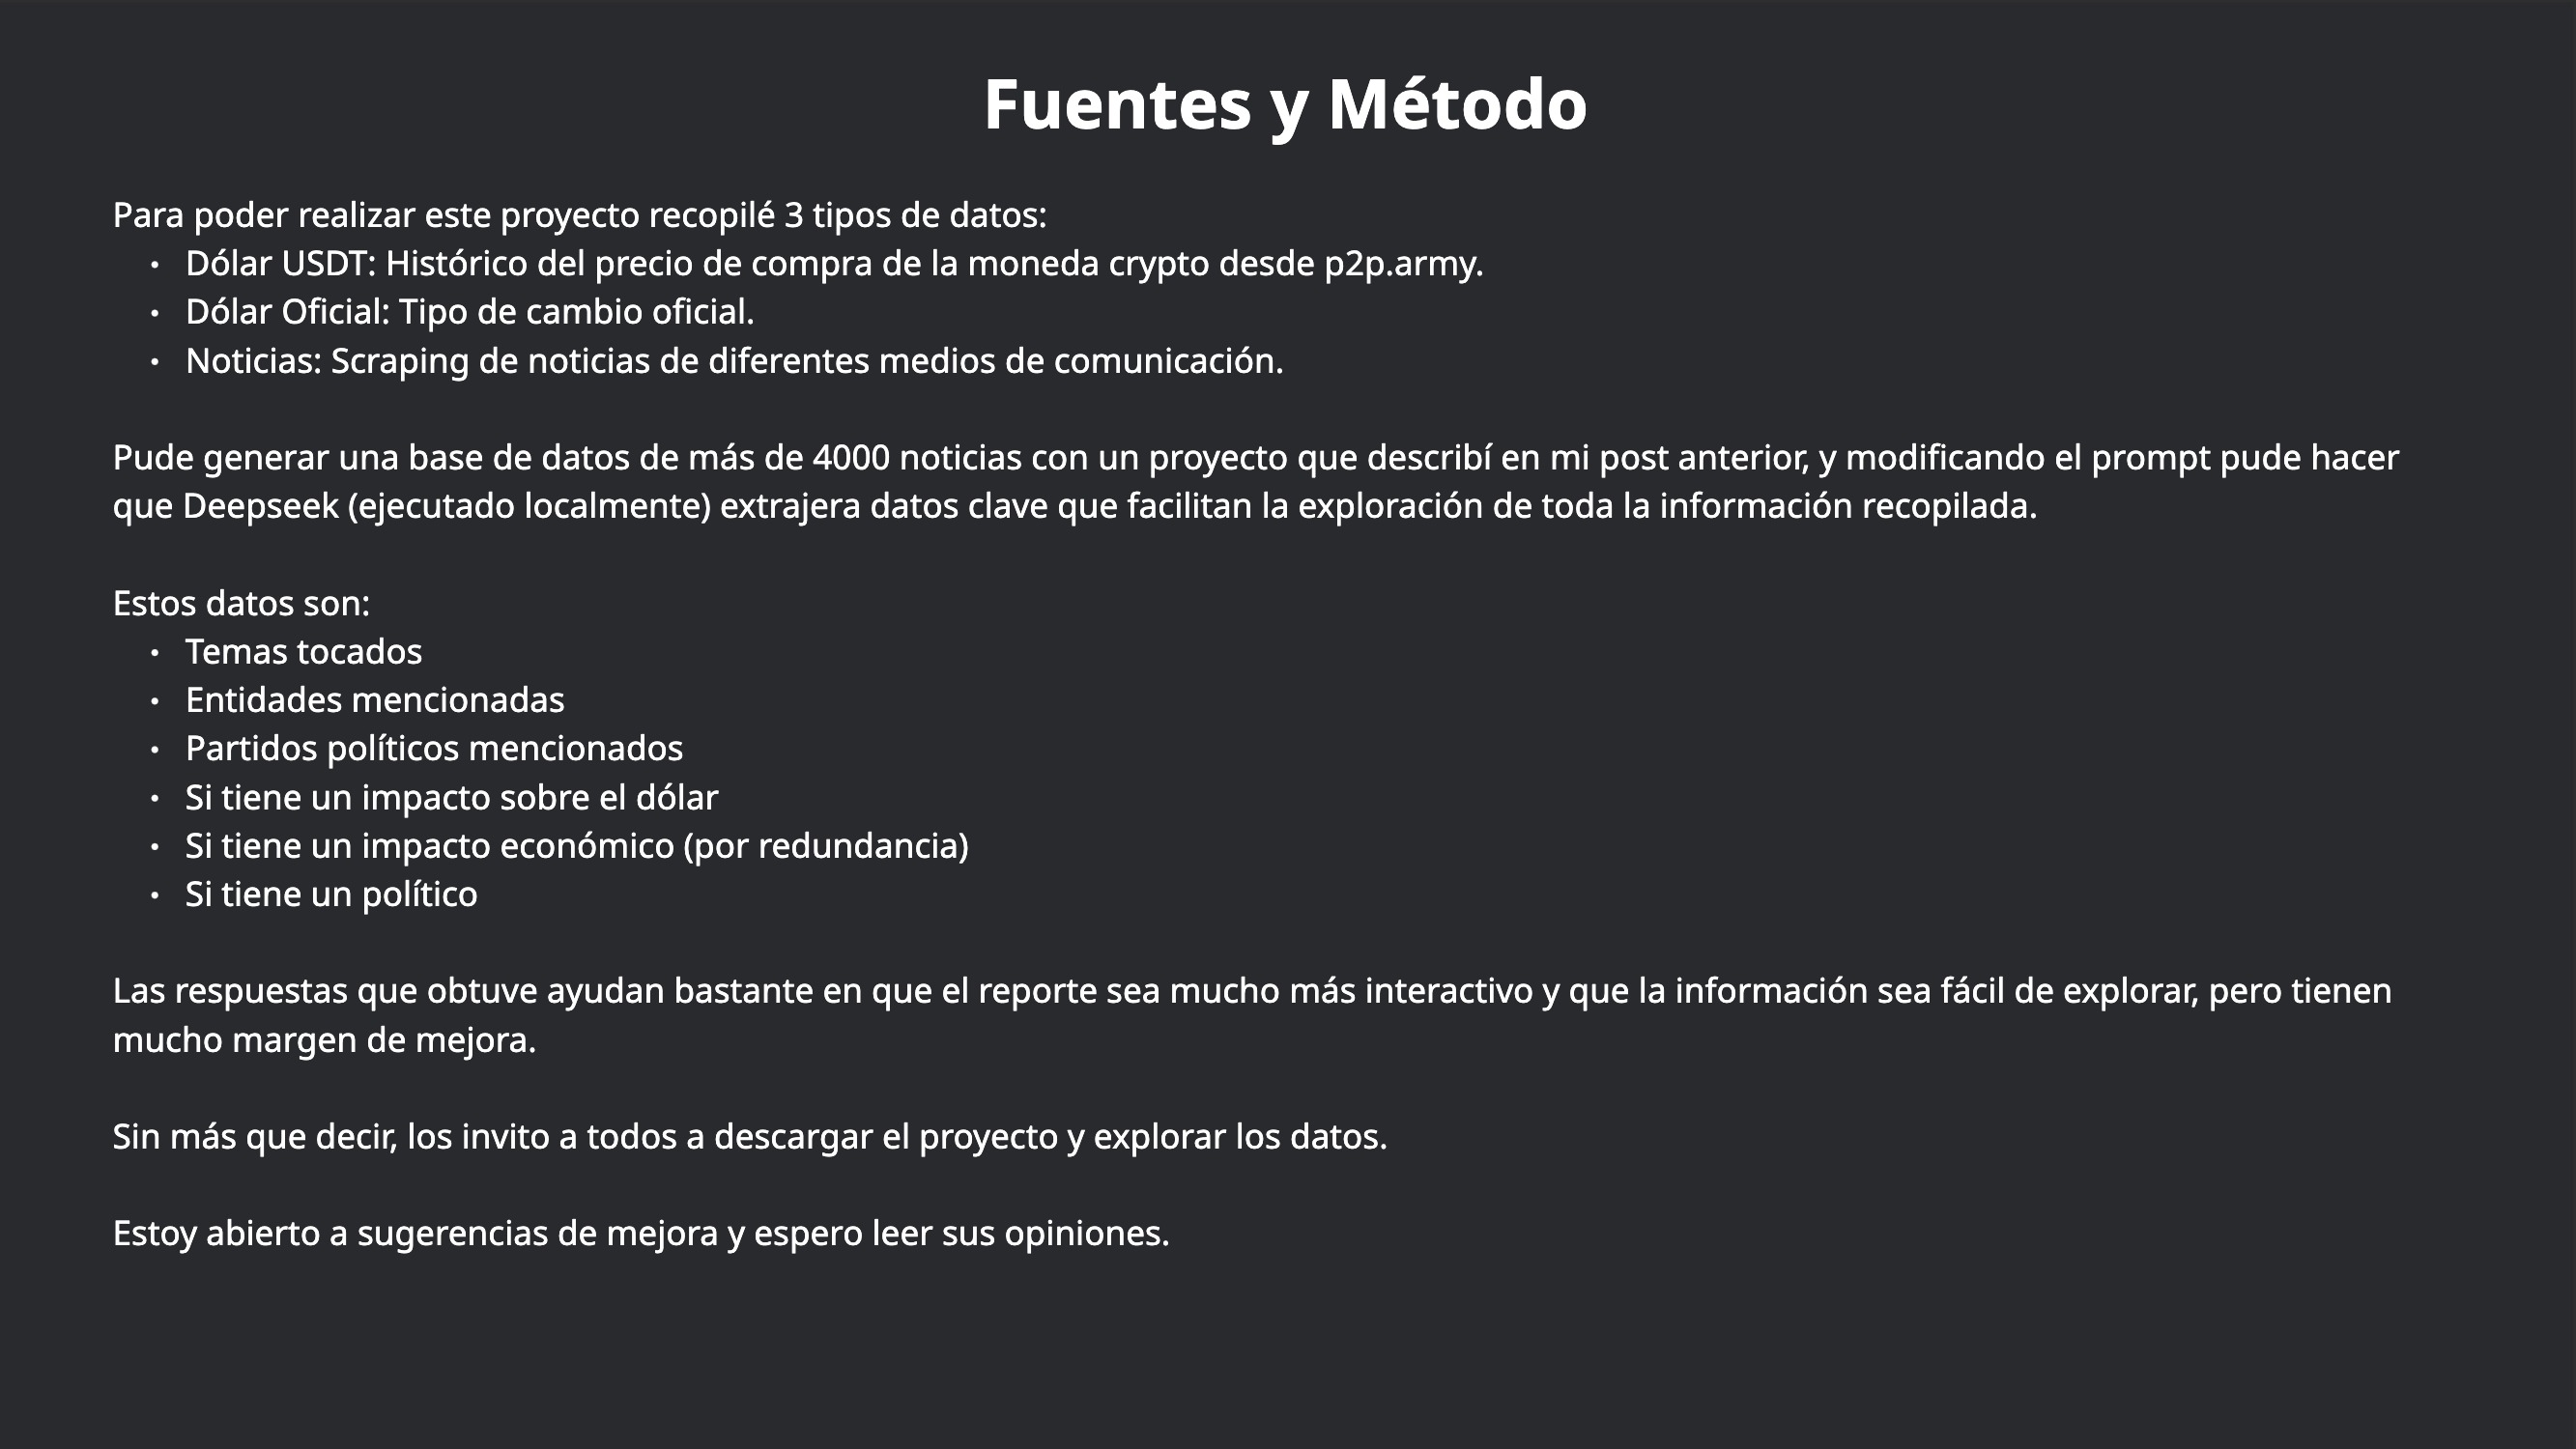 Fuentes y Método
Para poder realizar este proyecto recopilé 3 tipos de datos:
• Dólar USDT: Histórico del precio de compra de la moneda crypto desde p2p.army.
• Dólar Oficial: Tipo de cambio oficial.
• Noticias: Scraping de noticias de diferentes medios de comunicación.
Pude generar una base de datos de más de 4000 noticias con un proyecto que describí en mi post anterior, y modificando el prompt pude hacer
que Deepseek (ejecutado localmente) extrajera datos clave que facilitan la exploración de toda la información recopilada.
Estos datos son:
• Temas tocados
• Entidades mencionadas
• Partidos políticos mencionados
• Si tiene un impacto sobre el dólar
• Si tiene un impacto económico (por redundancia)
• Si tiene un político
Las respuestas que obtuve ayudan bastante en que el reporte sea mucho más interactivo y que la información sea fácil de explorar, pero tienen
mucho margen de mejora.
Sin más que decir, los invito a todos a descargar el proyecto y explorar los datos.
Estoy abierto a sugerencias de mejora y espero leer sus opiniones.